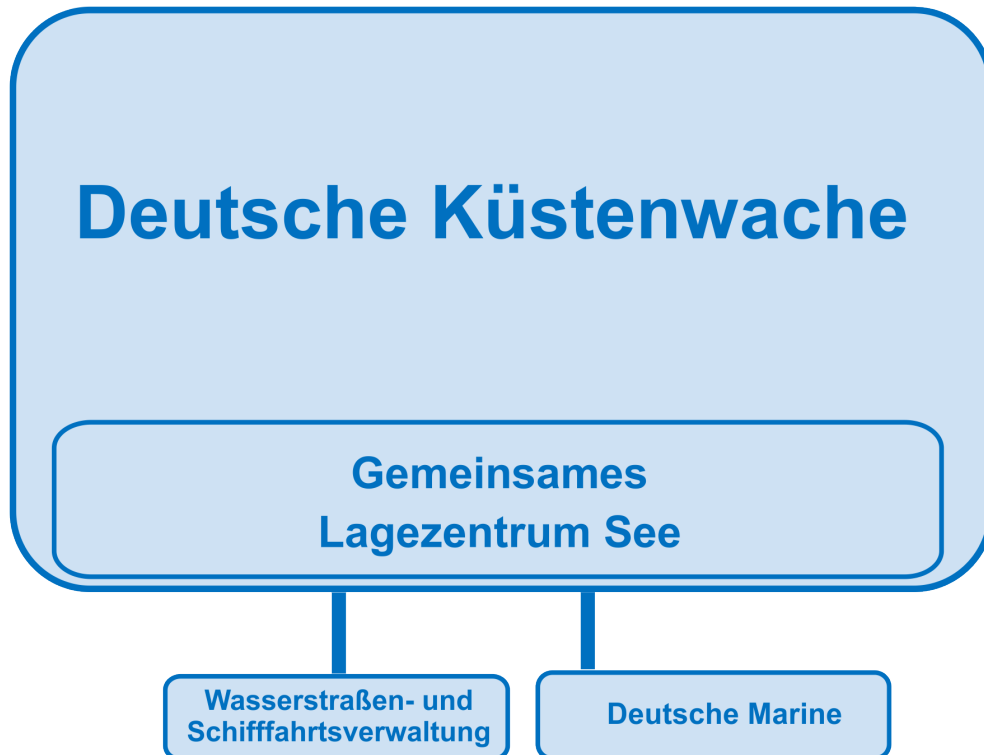 Deutsche Küstenwache
Gemeinsames
Lagezentrum See
Wasserstraßen- und
Schifffahrtsverwaltung
Deutsche Marine